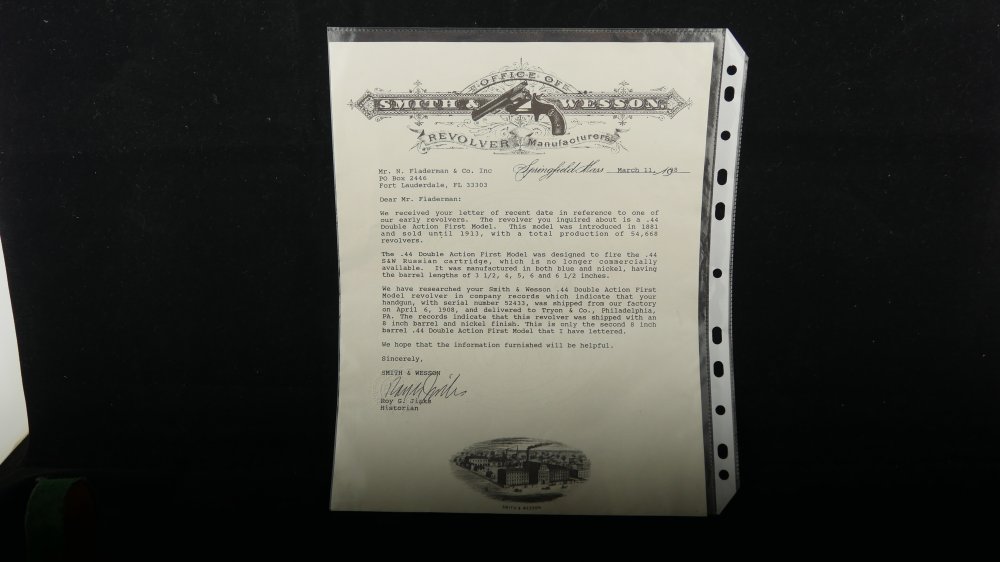 OFFICE OF
SMITH & WESSON.
REVOLVER Manufacturers
Springfield, Mass March 11, 19
Mr. N. Fladerman & Co. Inc
PO Box 2446
Fort Lauderdale, FL 33303
Dear Mr. Fladerman:
We received your letter of recent date in reference to one of
our early revolvers. The revolver you inquired about is a .44
Double Action First Model. This model was introduced in 1881
and sold until 1913, with a total production of 54,668
revolvers.
The .44 Double Action First Model was designed to fire the .44
S&W Russian cartridge, which is no longer commercially
available. It was manufactured in both blue and nickel, having
the barrel lengths of 3 1/2, 4, 5, 6 and 6 1/2 inches.
We have researched your Smith & Wesson .44 Double Action First
Model revolver in company records which indicate that your
handgun, with serial number 52433, was shipped from our factory
on April 6, 1908, and delivered to Tryon & Co., Philadelphia,
PA. The records indicate that this revolver was shipped with an
8 inch barrel and nickel finish. This is only the second 8 inch
barrel .44 Double Action First Model that I have lettered.
We hope that the information furnished will be helpful.
Sincerely,
SMITH & WESSON
Roy G. Jinks
Historian
SMITH & WESSON